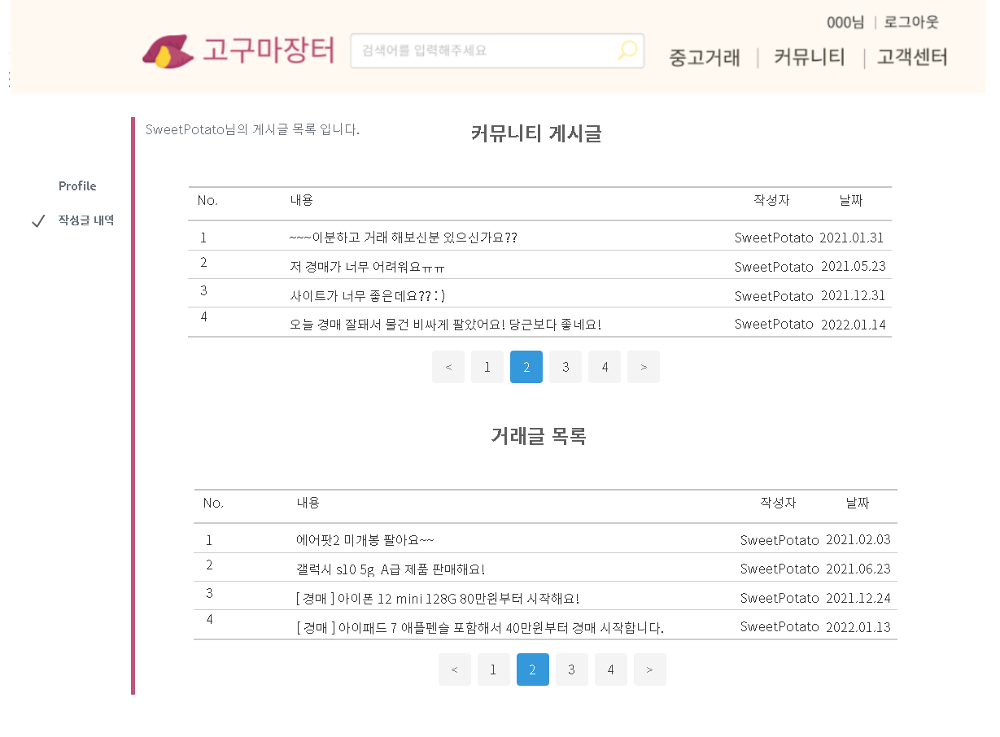 000님 | 로그아웃
고구마장터
검색어를 입력해주세요
중고거래 | 커뮤니티 | 고객센터
SweetPotato님의 게시글 목록 입니다.
커뮤니티 게시글
Profile
작성글 내역
No. 내용 작성자 날짜
1 ~~~이분하고 거래 해보신분 있으신가요?? SweetPotato 2021.01.31
2 저 경매가 너무 어려워요ㅠㅠ SweetPotato 2021.05.23
3 사이트가 너무 좋은데요??:) SweetPotato 2021.12.31
4 오늘 경매 잘돼서 물건 비싸게 팔았어요! 당근보다 좋네요! SweetPotato 2022.01.14
< 1 2 3 4 >
거래글 목록
No. 내용 작성자 날짜
1 에어팟2 미개봉 팔아요~~ SweetPotato 2021.02.03
2 갤럭시 s10 5g A급 제품 판매해요! SweetPotato 2021.06.23
3 [ 경매 ] 아이폰 12 mini 128G 80만원부터 시작해요! SweetPotato 2021.12.24
4 [ 경매 ] 아이패드 7 애플펜슬 포함해서 40만원부터 경매 시작합니다. SweetPotato 2022.01.13
< 1 2 3 4 >